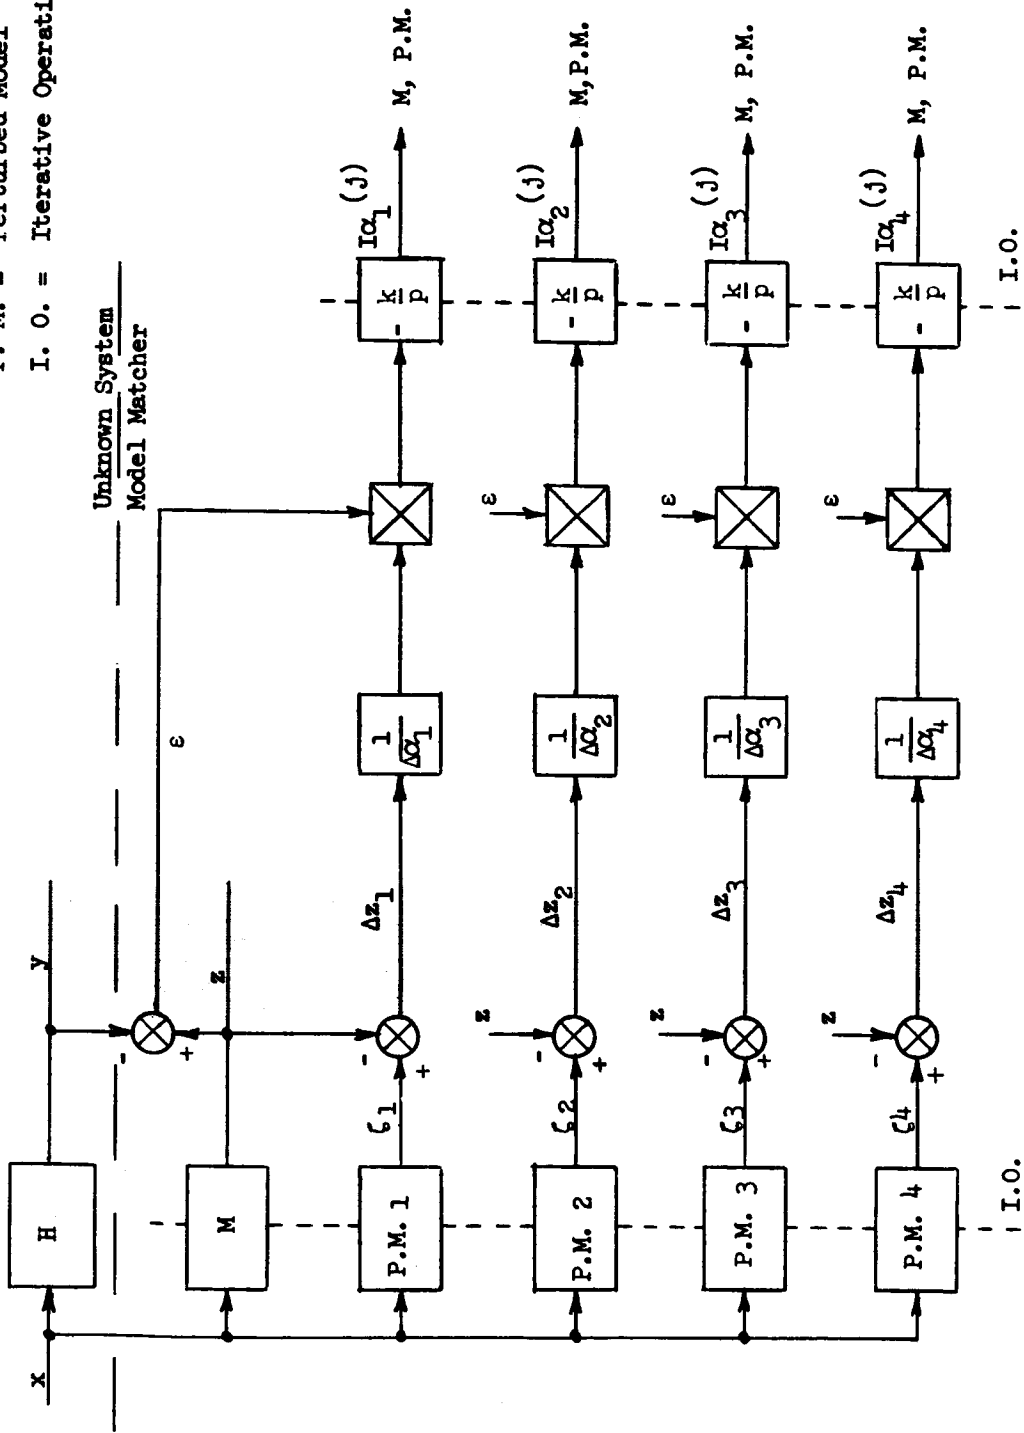 P. M. = Perturbed Model
I. O. = Iterative
Unknown System
Model Matcher
x
H
y
ε
M
z
- +
P.M. 1
ζ1
- +
Δz1
1/Δα1
-k/p
Iα1(j)
M, P.M.
P.M. 2
ζ2
z
- +
Δz2
1/Δα2
ε
-k/p
Iα2(j)
M,P.M.
P.M. 3
ζ3
z
- +
Δz3
1/Δα3
ε
-k/p
Iα3(j)
M, P.M.
P.M. 4
ζ4
z
- +
Δz4
1/Δα4
ε
-k/p
Iα4(j)
M, P.M.
I.O.
I.O.